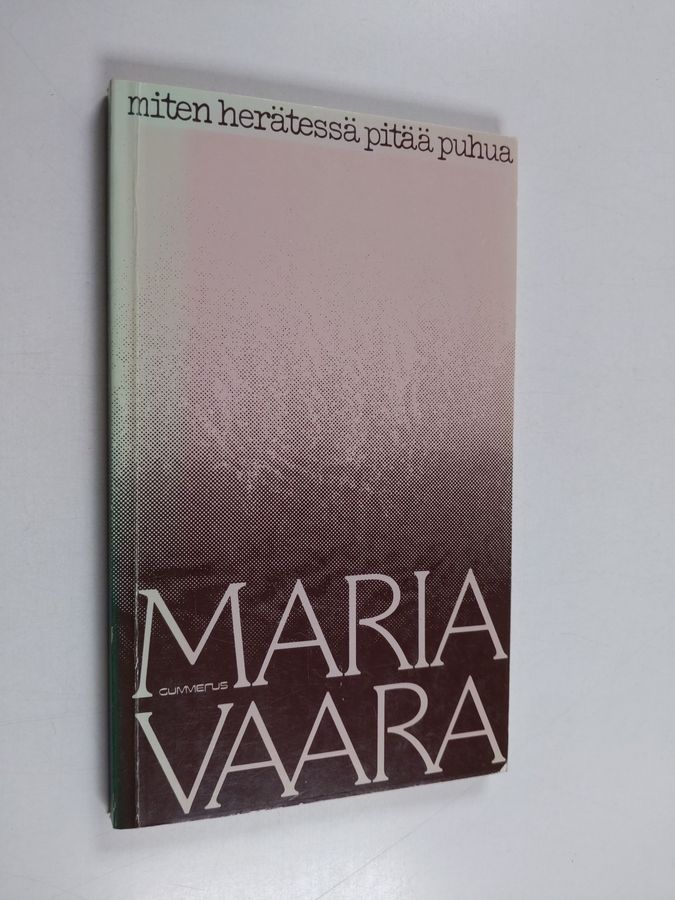 miten herätessä pitää puhua
MARIA
GUMMERUS
VAARA